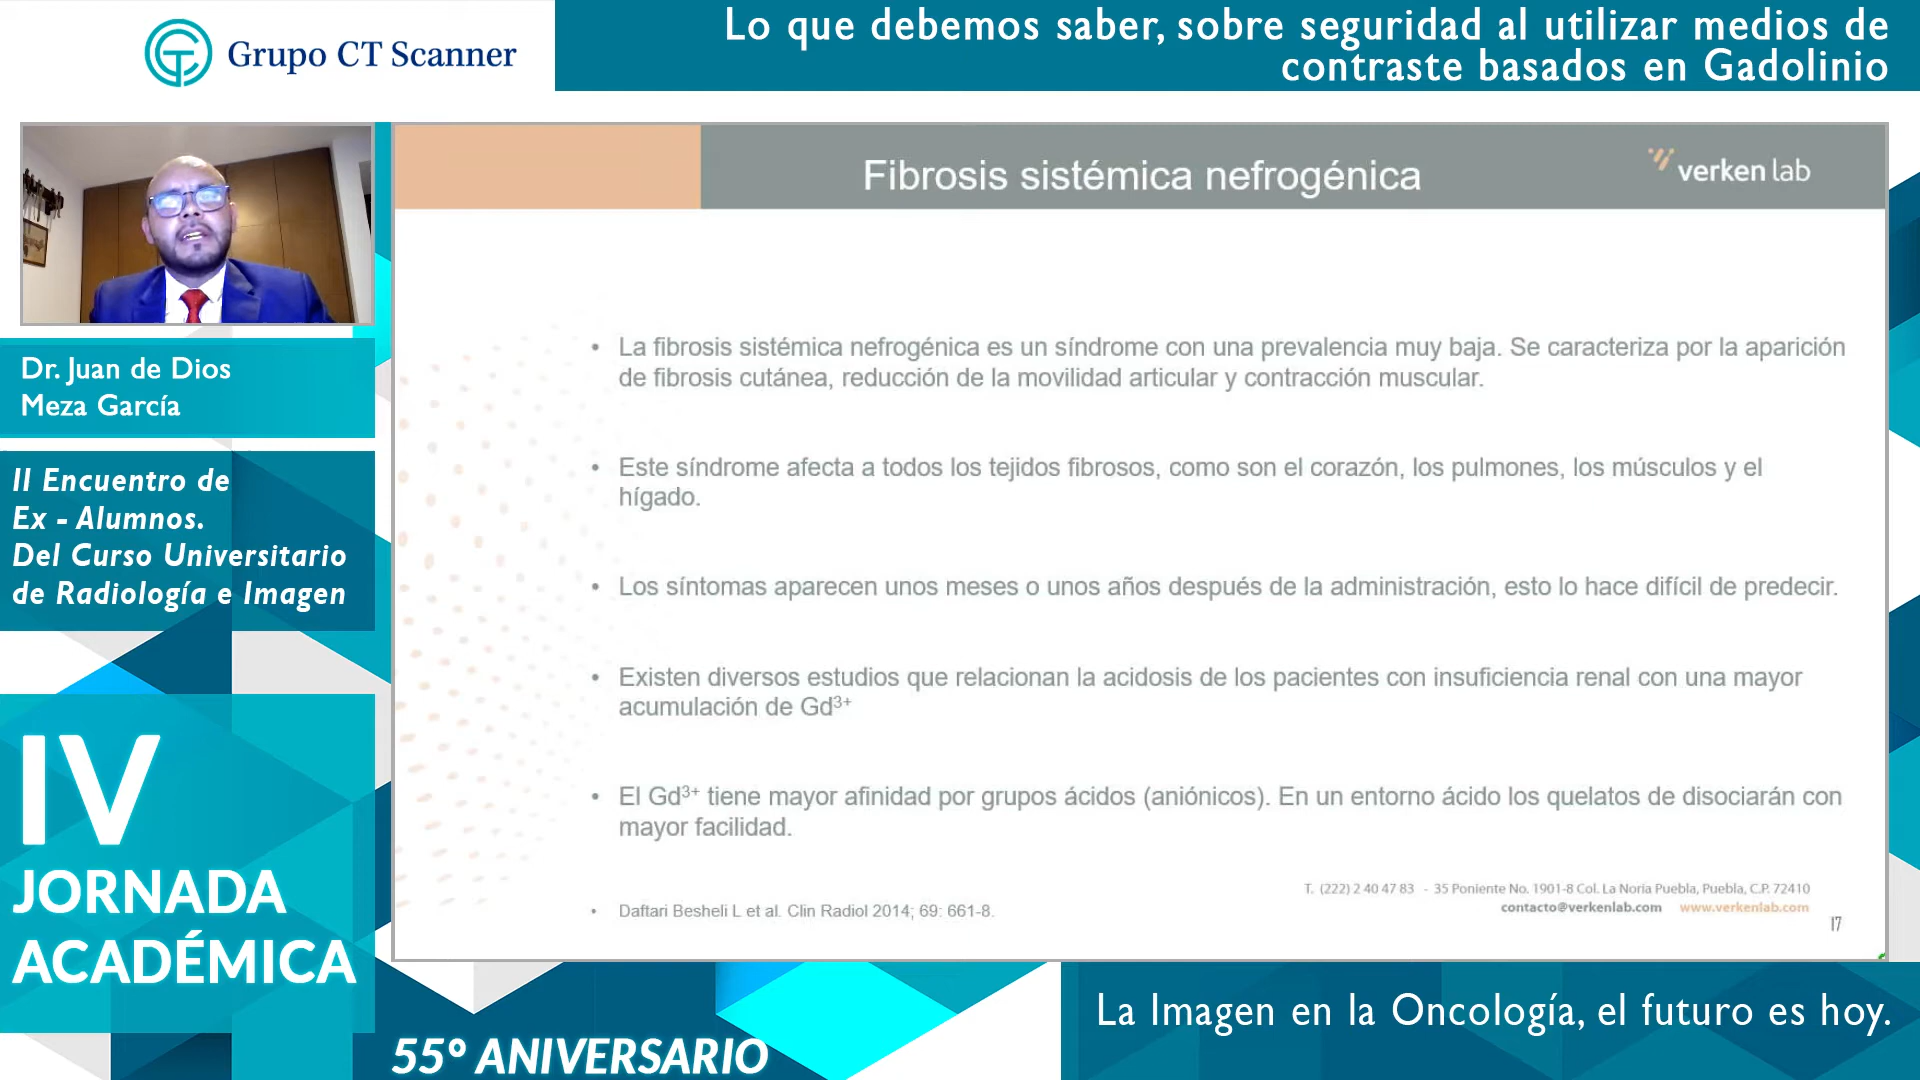 Grupo CT Scanner
Lo que debemos saber, sobre seguridad al utilizar medios de
contraste basados en Gadolinio
Dr. Juan de Dios
Meza García
II Encuentro de
Ex - Alumnos.
Del Curso Universitario
de Radiología e Imagen
IV
JORNADA
ACADÉMICA
Fibrosis sistémica nefrogénica
verken lab
• La fibrosis sistémica nefrogénica es un síndrome con una prevalencia muy baja. Se caracteriza por la aparición
de fibrosis cutánea, reducción de la movilidad articular y contracción muscular.
• Este síndrome afecta a todos los tejidos fibrosos, como son el corazón, los pulmones, los músculos y el
hígado.
• Los síntomas aparecen unos meses o unos años después de la administración, esto lo hace difícil de predecir.
• Existen diversos estudios que relacionan la acidosis de los pacientes con insuficiencia renal con una mayor
acumulación de Gd³⁺
• El Gd³⁺ tiene mayor afinidad por grupos ácidos (aniónicos). En un entorno ácido los quelatos de disociarán con
mayor facilidad.
• Daftari Besheli L et al. Clin Radiol 2014; 69: 661-8.
T. (222) 2 40 47 83 - 35 Poniente No. 1901-8 Col. La Noria Puebla, Puebla, C.P. 72410
contacto@verkenlab.com www.verkenlab.com
17
55º ANIVERSARIO
La Imagen en la Oncología, el futuro es hoy.